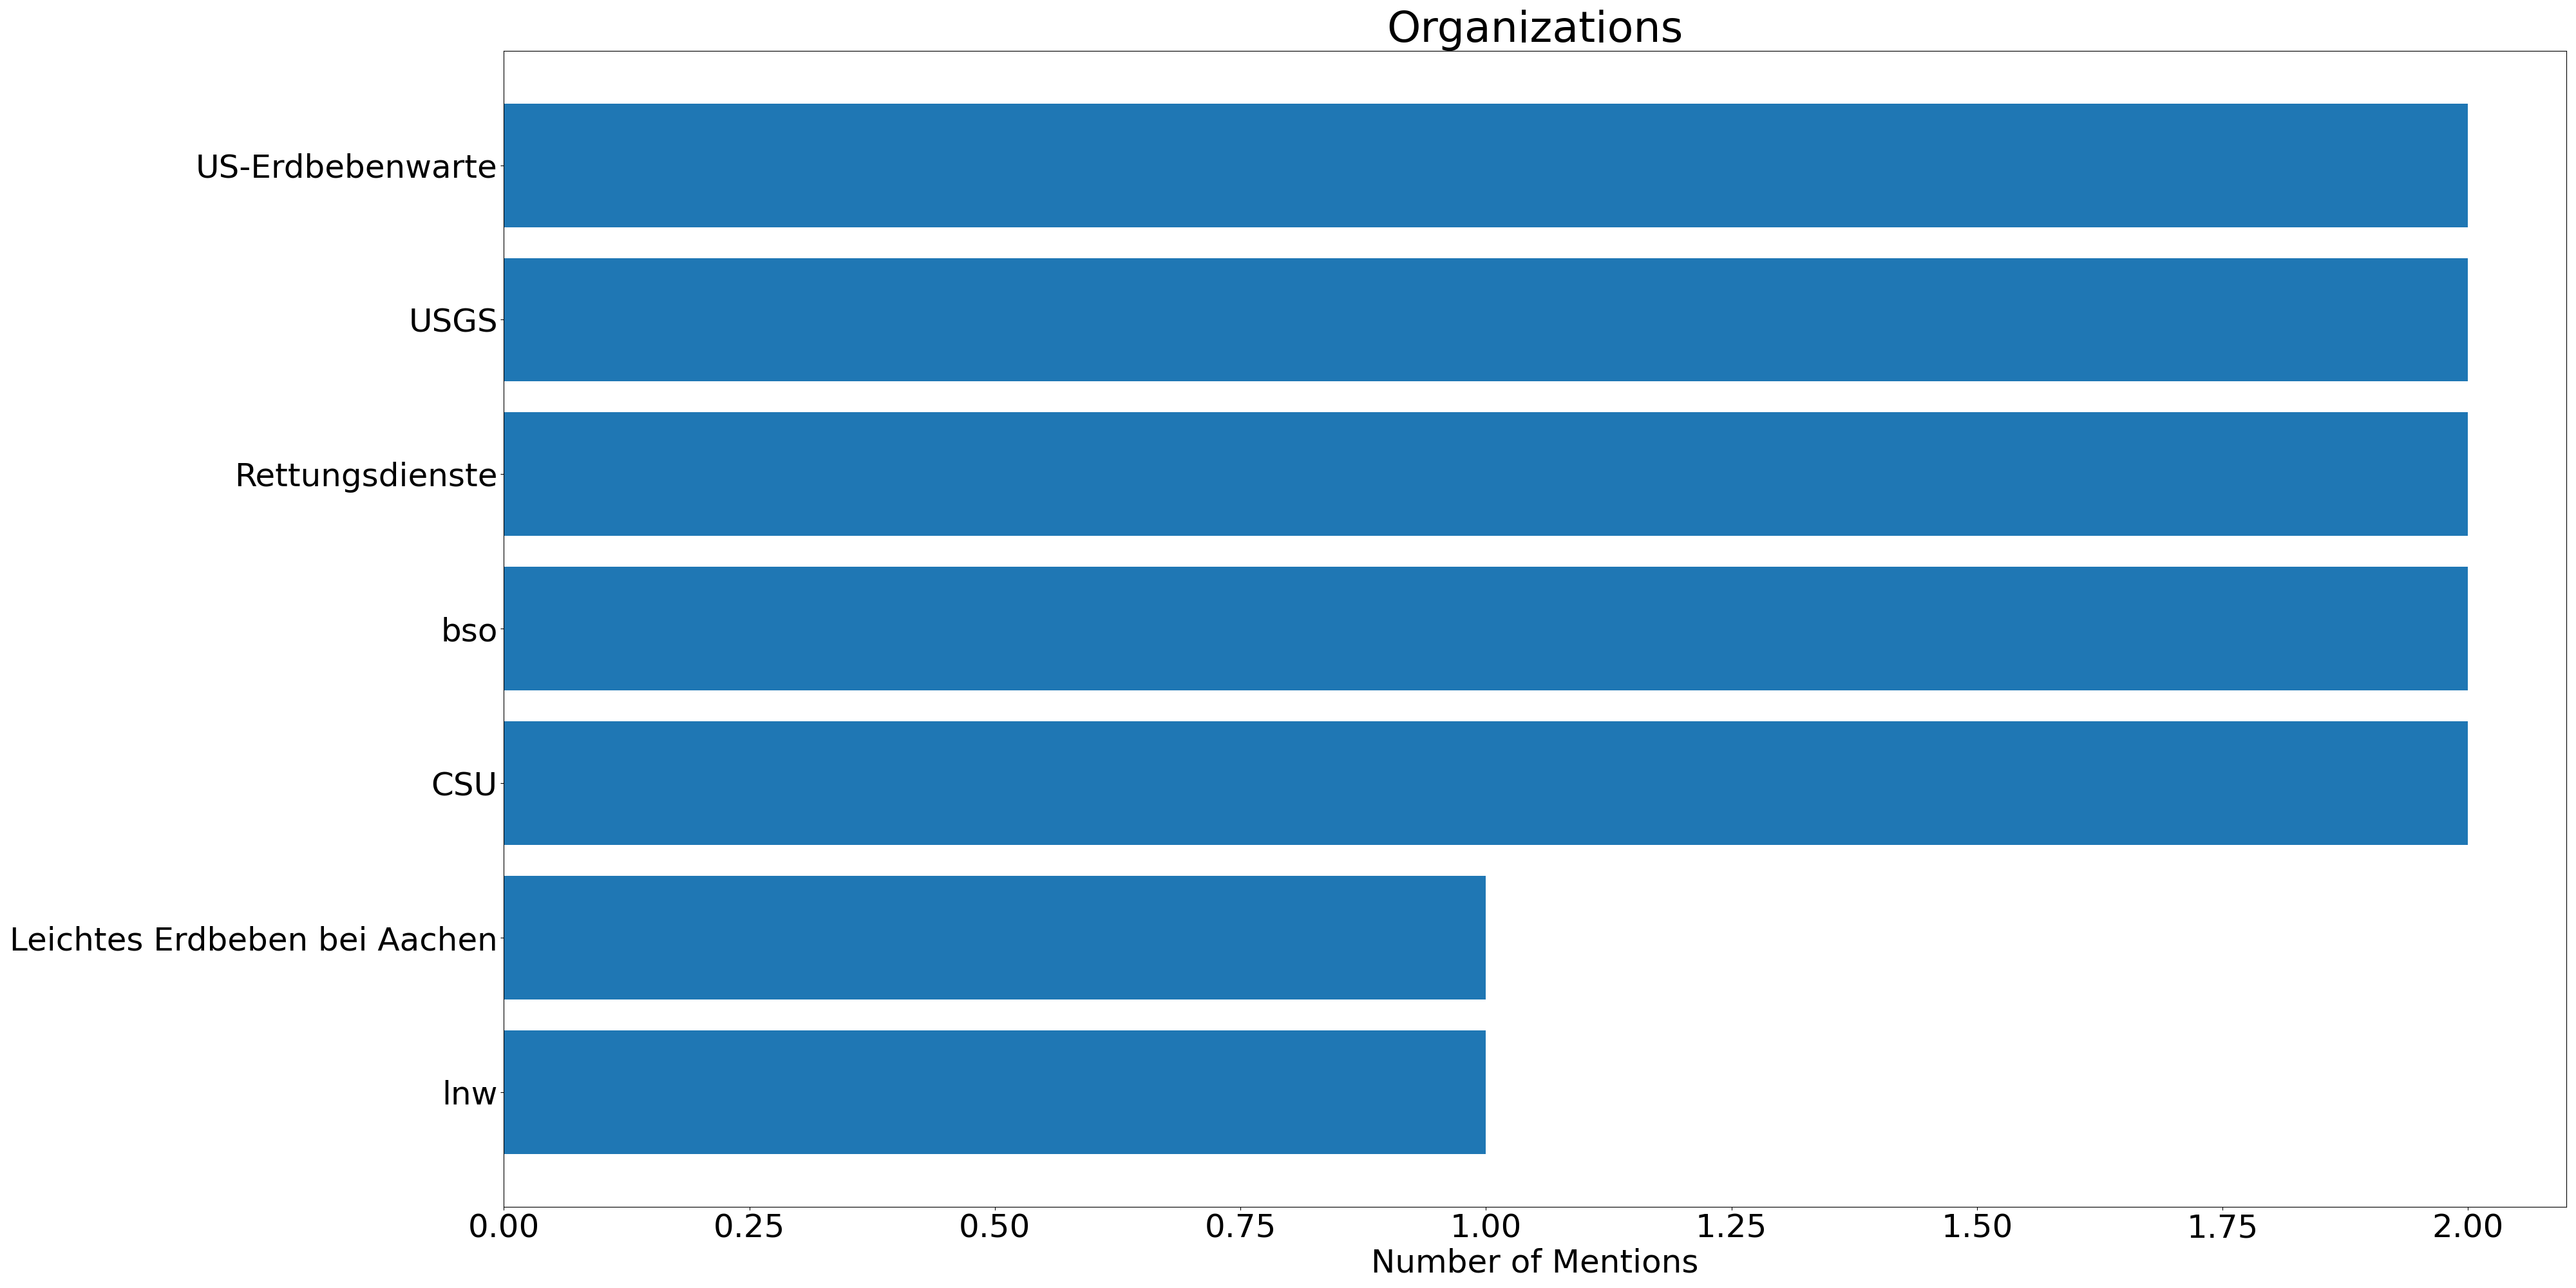 Organizations
US-Erdbebenwarte
USGS
Rettungsdienste
bso
CSU
Leichtes Erdbeben bei Aachen
lnw
0.00 0.25 0.50 0.75 1.00 1.25 1.50 1.75 2.00
Number of Mentions